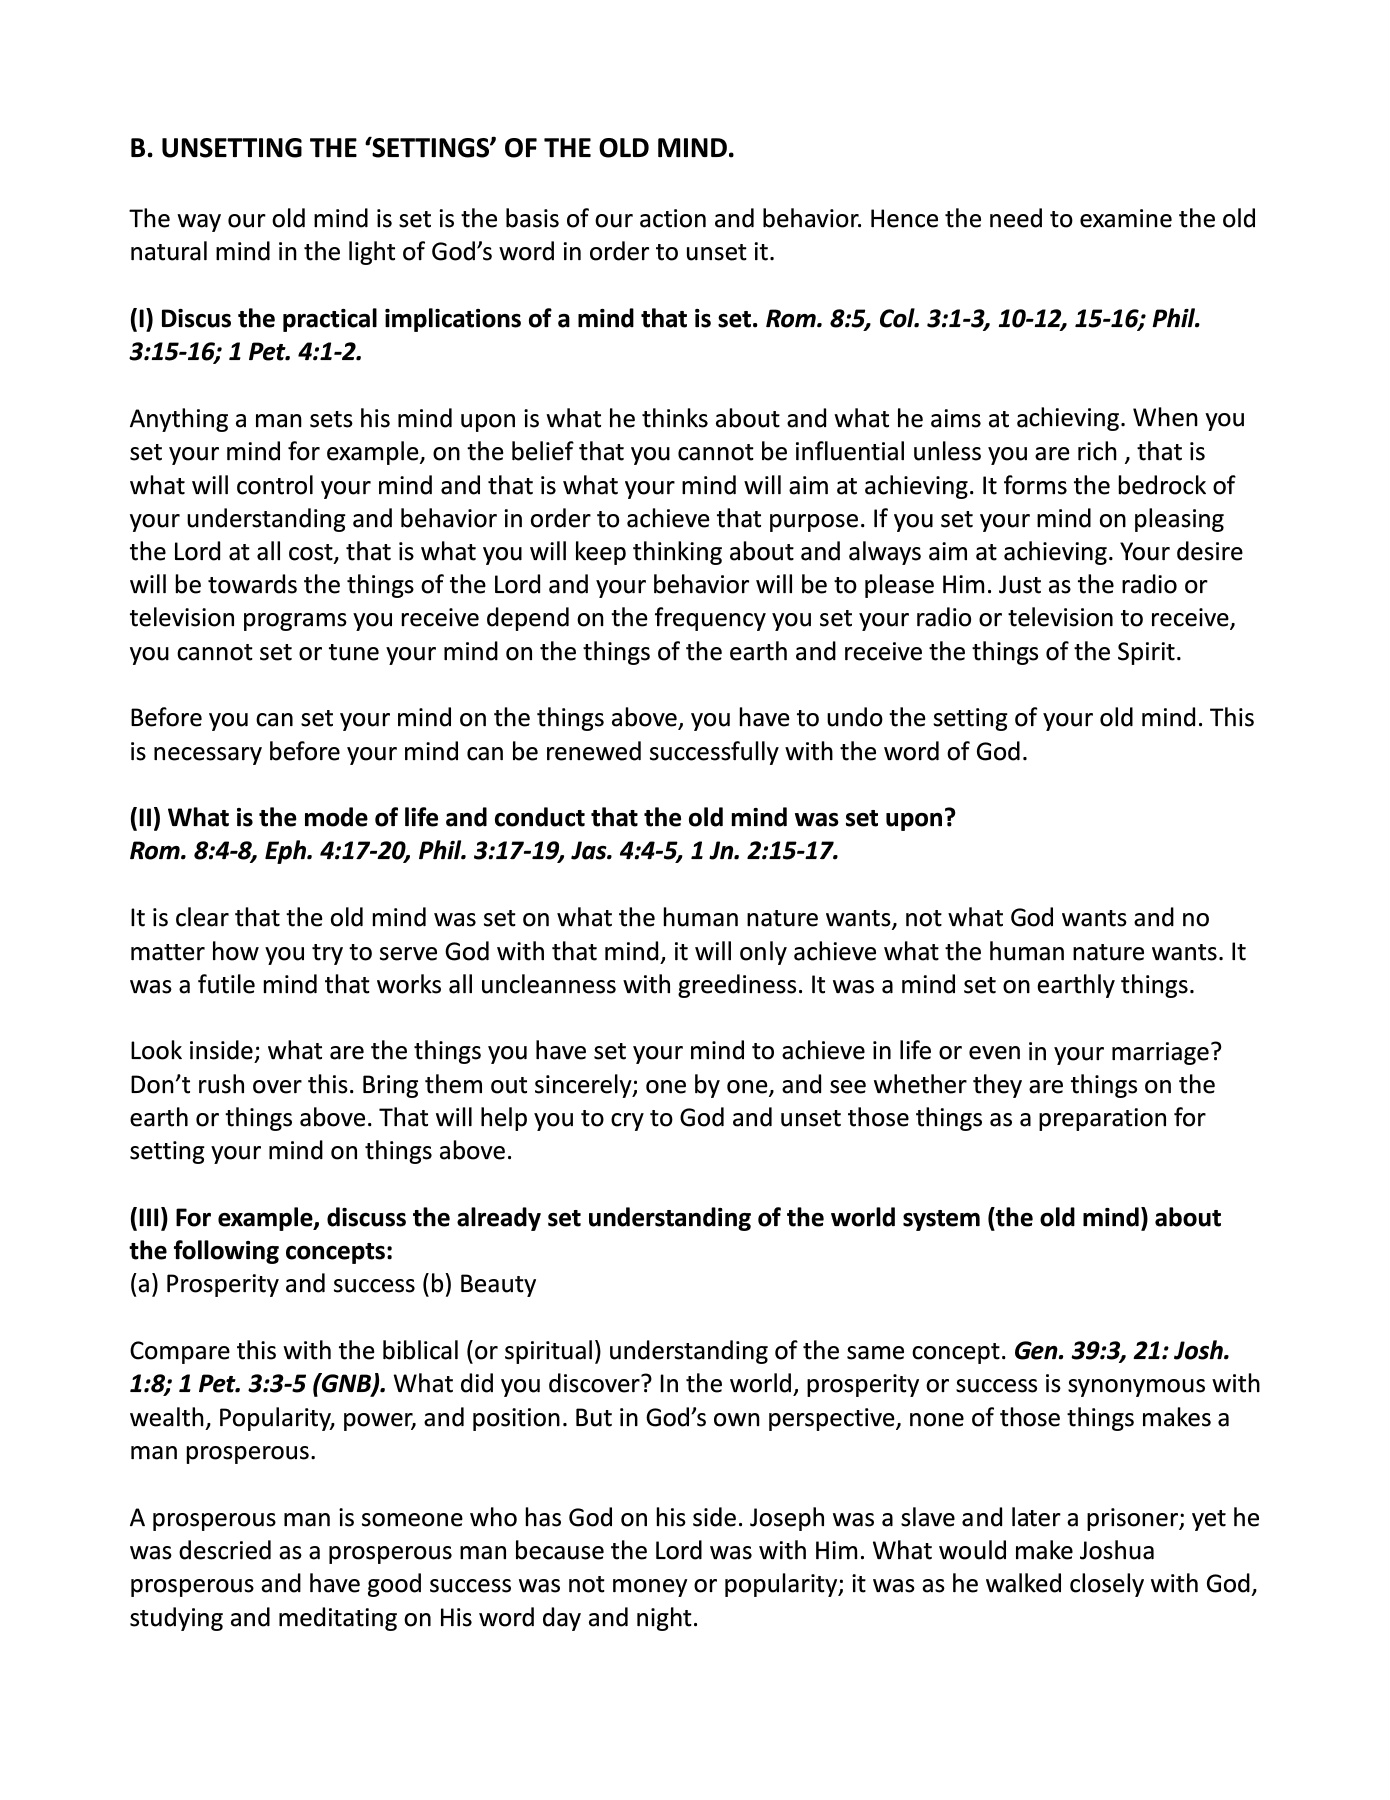 B. UNSETTING THE ‘SETTINGS’ OF THE OLD MIND.
The way our old mind is set is the basis of our action and behavior. Hence the need to examine the old
natural mind in the light of God’s word in order to unset it.
(I) Discus the practical implications of a mind that is set. Rom. 8:5, Col. 3:1-3, 10-12, 15-16; Phil.
3:15-16; 1 Pet. 4:1-2.
Anything a man sets his mind upon is what he thinks about and what he aims at achieving. When you
set your mind for example, on the belief that you cannot be influential unless you are rich , that is
what will control your mind and that is what your mind will aim at achieving. It forms the bedrock of
your understanding and behavior in order to achieve that purpose. If you set your mind on pleasing
the Lord at all cost, that is what you will keep thinking about and always aim at achieving. Your desire
will be towards the things of the Lord and your behavior will be to please Him. Just as the radio or
television programs you receive depend on the frequency you set your radio or television to receive,
you cannot set or tune your mind on the things of the earth and receive the things of the Spirit.
Before you can set your mind on the things above, you have to undo the setting of your old mind. This
is necessary before your mind can be renewed successfully with the word of God.
(II) What is the mode of life and conduct that the old mind was set upon?
Rom. 8:4-8, Eph. 4:17-20, Phil. 3:17-19, Jas. 4:4-5, 1 Jn. 2:15-17.
It is clear that the old mind was set on what the human nature wants, not what God wants and no
matter how you try to serve God with that mind, it will only achieve what the human nature wants. It
was a futile mind that works all uncleanness with greediness. It was a mind set on earthly things.
Look inside; what are the things you have set your mind to achieve in life or even in your marriage?
Don’t rush over this. Bring them out sincerely; one by one, and see whether they are things on the
earth or things above. That will help you to cry to God and unset those things as a preparation for
setting your mind on things above.
(III) For example, discuss the already set understanding of the world system (the old mind) about
the following concepts:
(a) Prosperity and success (b) Beauty
Compare this with the biblical (or spiritual) understanding of the same concept. Gen. 39:3, 21: Josh.
1:8; 1 Pet. 3:3-5 (GNB). What did you discover? In the world, prosperity or success is synonymous with
wealth, Popularity, power, and position. But in God’s own perspective, none of those things makes a
man prosperous.
A prosperous man is someone who has God on his side. Joseph was a slave and later a prisoner; yet he
was descried as a prosperous man because the Lord was with Him. What would make Joshua
prosperous and have good success was not money or popularity; it was as he walked closely with God,
studying and meditating on His word day and night.